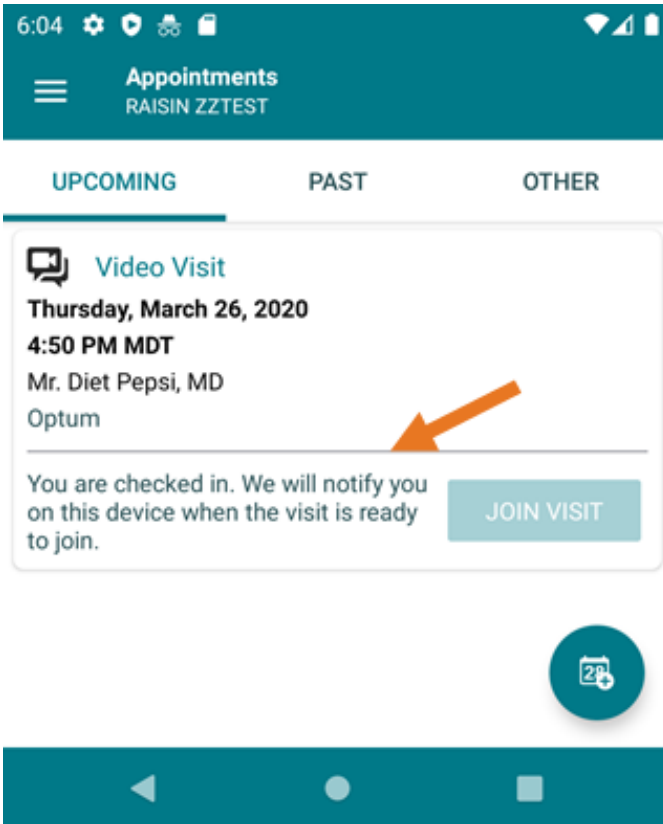 6:04
Appointments
RAISIN ZZTEST
UPCOMING PAST OTHER
Video Visit
Thursday, March 26, 2020
4:50 PM MDT
Mr. Diet Pepsi, MD
Optum
You are checked in. We will notify you
on this device when the visit is ready
to join.
JOIN VISIT